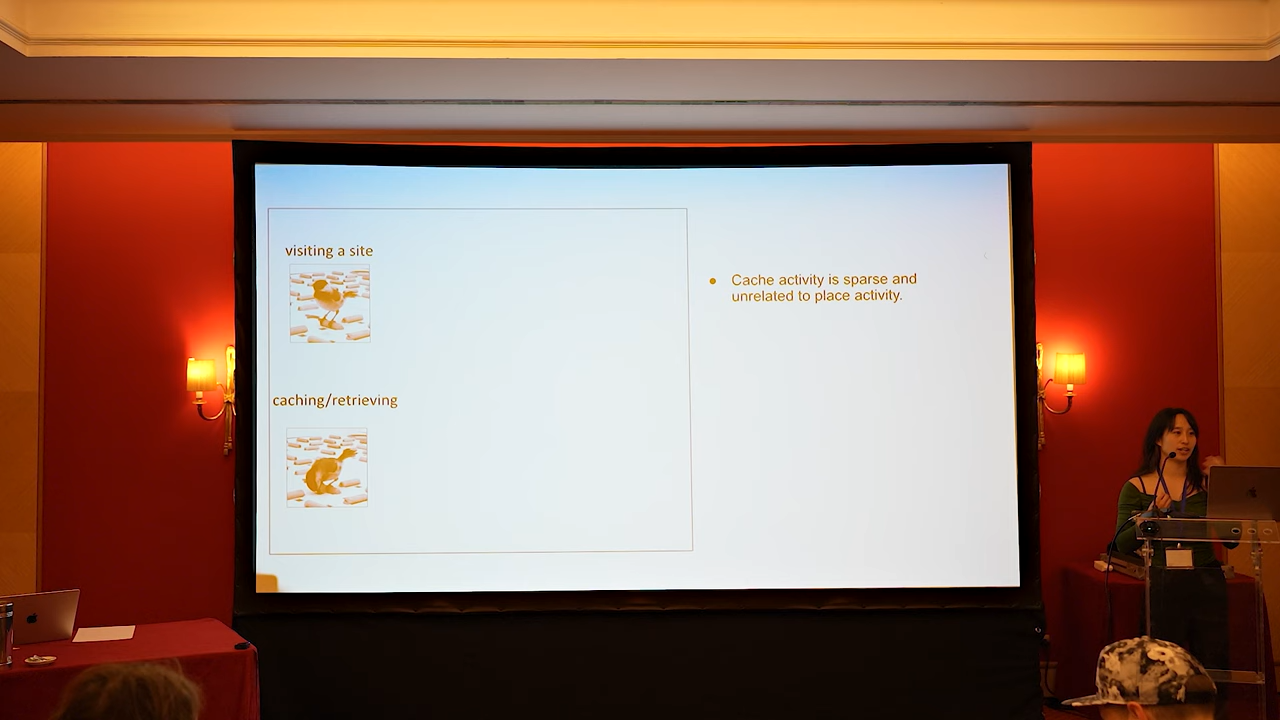 visiting a site
caching/retrieving
● Cache activity is sparse and
unrelated to place activity.